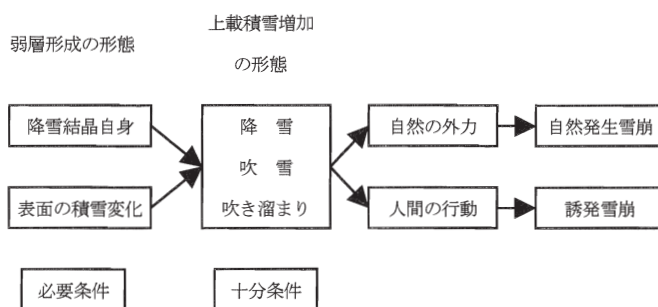 弱層形成の形態
上載積雪増加
の形態
降雪結晶自身
表面の積雪変化
降 雪
吹 雪
吹き溜まり
自然の外力
自然発生雪崩
人間の行動
誘発雪崩
必要条件
十分条件